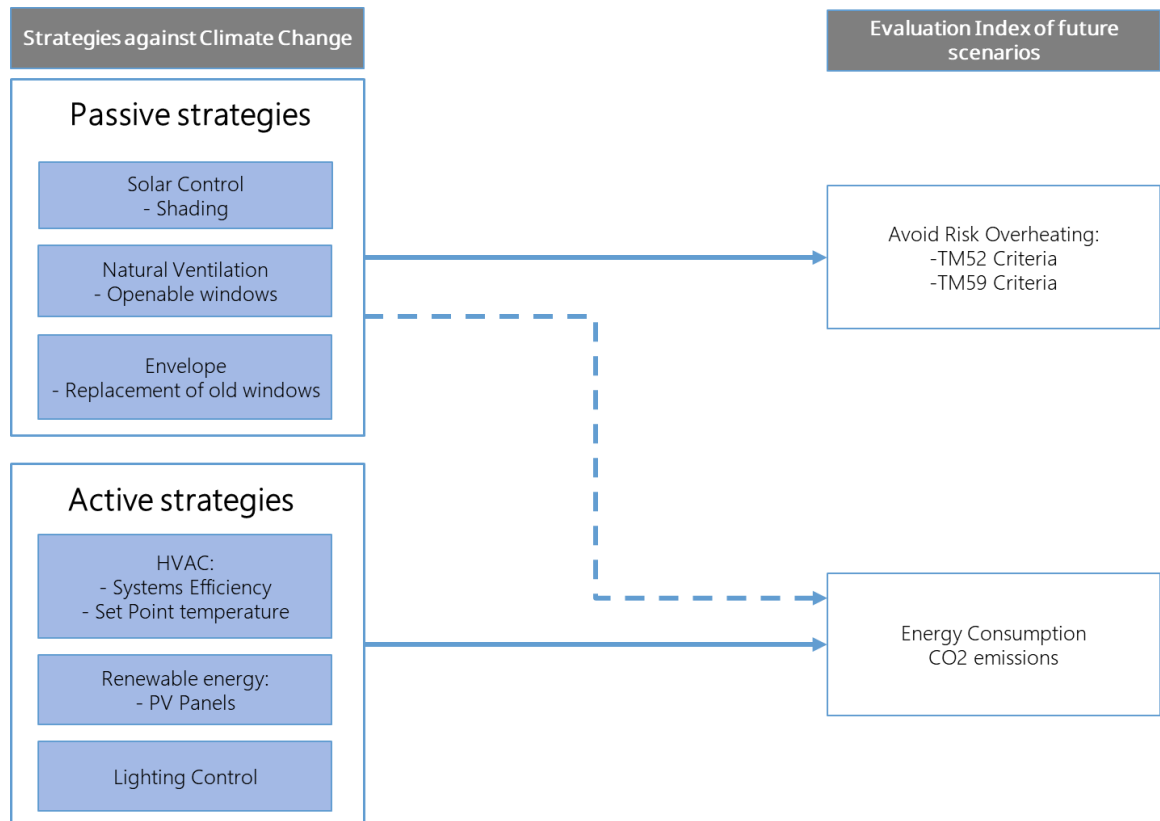 Strategies against Climate Change
Evaluation Index of future
scenarios
Passive strategies
Solar Control
- Shading
Natural Ventilation
- Openable windows
Envelope
- Replacement of old windows
Avoid Risk Overheating:
-TM52 Criteria
-TM59 Criteria
Active strategies
HVAC:
- Systems Efficiency
- Set Point temperature
Renewable energy:
- PV Panels
Lighting Control
Energy Consumption
CO2 emissions